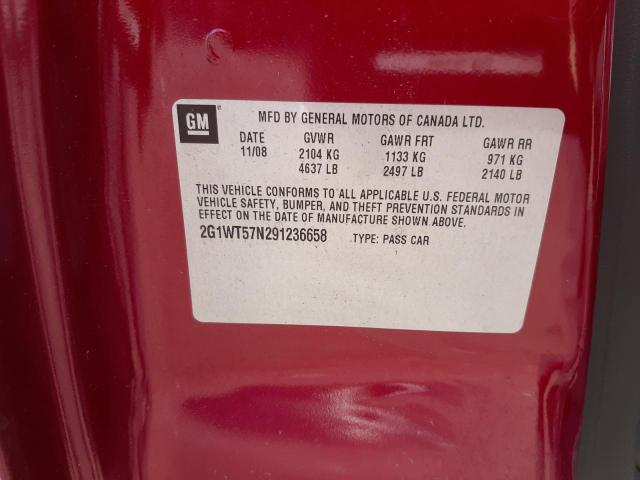 GM
MFD BY GENERAL MOTORS OF CANADA LTD.
DATE GVWR GAWR FRT GAWR RR
11/08 2104 KG 1133 KG 971 KG
4637 LB 2497 LB 2140 LB
THIS VEHICLE CONFORMS TO ALL APPLICABLE U.S. FEDERAL MOTOR
VEHICLE SAFETY, BUMPER, AND THEFT PREVENTION STANDARDS IN
EFFECT ON THE DATE OF MANUFACTURE SHOWN ABOVE.
2G1WT57N291236658 TYPE: PASS CAR